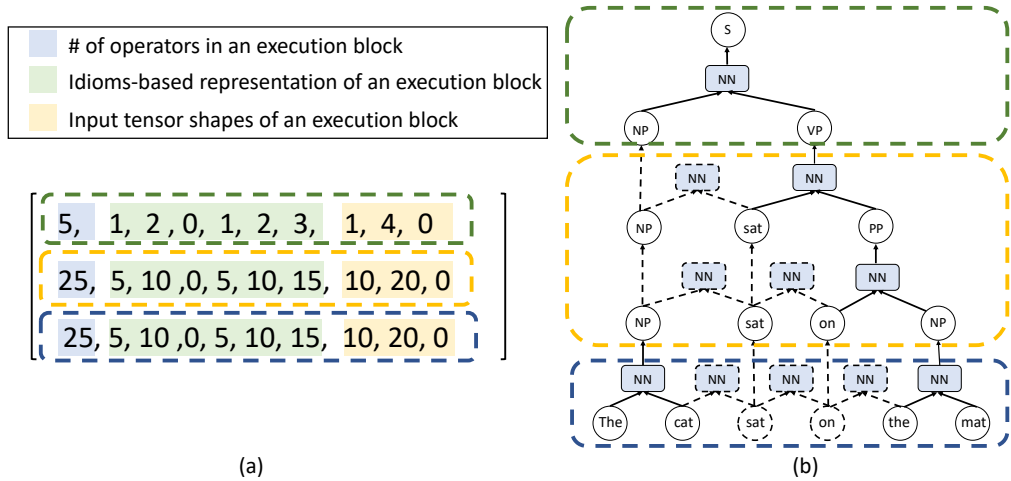 # of operators in an execution block
Idioms-based representation of an execution block
Input tensor shapes of an execution block
5, 1, 2 ,0, 1, 2, 3, 1, 4, 0
25, 5, 10 ,0, 5, 10, 15, 10, 20, 0
25, 5, 10 ,0, 5, 10, 15, 10, 20, 0
(a)
S
NN
NP VP
NN NN
NP sat PP
NN NN NN
NP sat on NP
NN NN NN NN NN
The cat sat on the mat
(b)